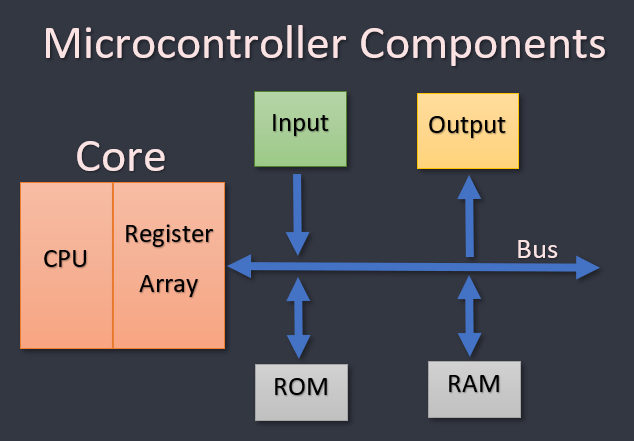 Microcontroller Components
Input
Output
Core
CPU
Register
Array
Bus
ROM
RAM